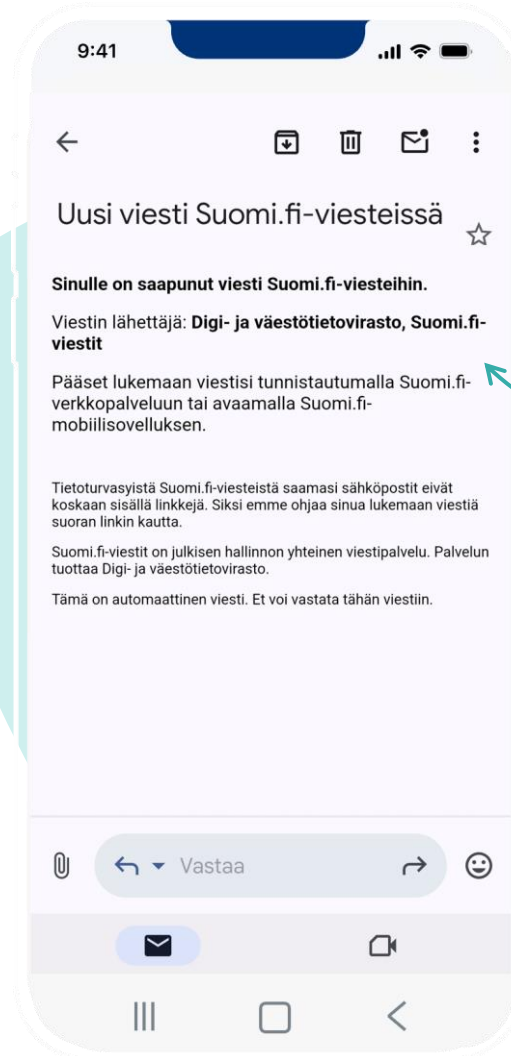 9:41
Uusi viesti Suomi.fi-viesteissä
Sinulle on saapunut viesti Suomi.fi-viesteihin.
Viestin lähettäjä: Digi- ja väestötietovirasto, Suomi.fi-
viestit
Pääset lukemaan viestisi tunnistautumalla Suomi.fi-
verkkopalveluun tai avaamalla Suomi.fi-
mobiilisovelluksen.
Tietoturvasyistä Suomi.fi-viesteistä saamasi sähköpostit eivät
koskaan sisällä linkkejä. Siksi emme ohjaa sinua lukemaan viestiä
suoran linkin kautta.
Suomi.fi-viestit on julkisen hallinnon yhteinen viestipalvelu. Palvelun
tuottaa Digi- ja väestötietovirasto.
Tämä on automaattinen viesti. Et voi vastata tähän viestiin.
Vastaa